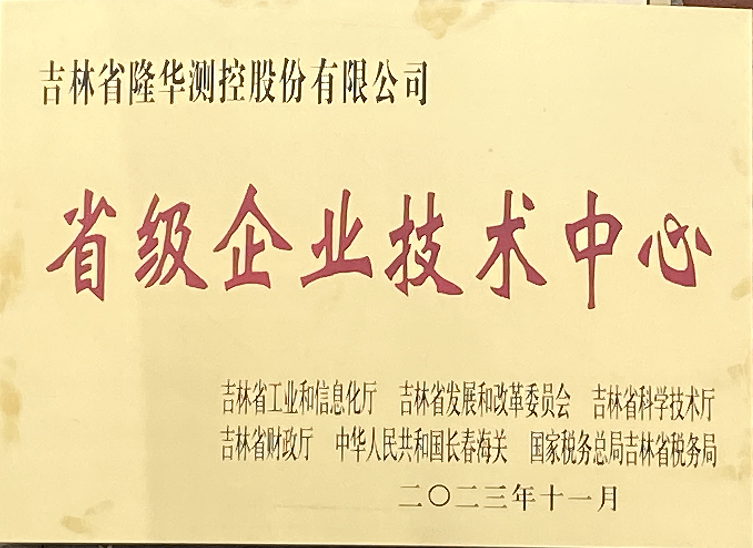 吉林省隆华测控股份有限公司
省级企业技术中心
吉林省工业和信息化厅 吉林省发展和改革委员会 吉林省科学技术厅
吉林省财政厅 中华人民共和国长春海关 国家税务总局吉林省税务局
二〇二三年十一月